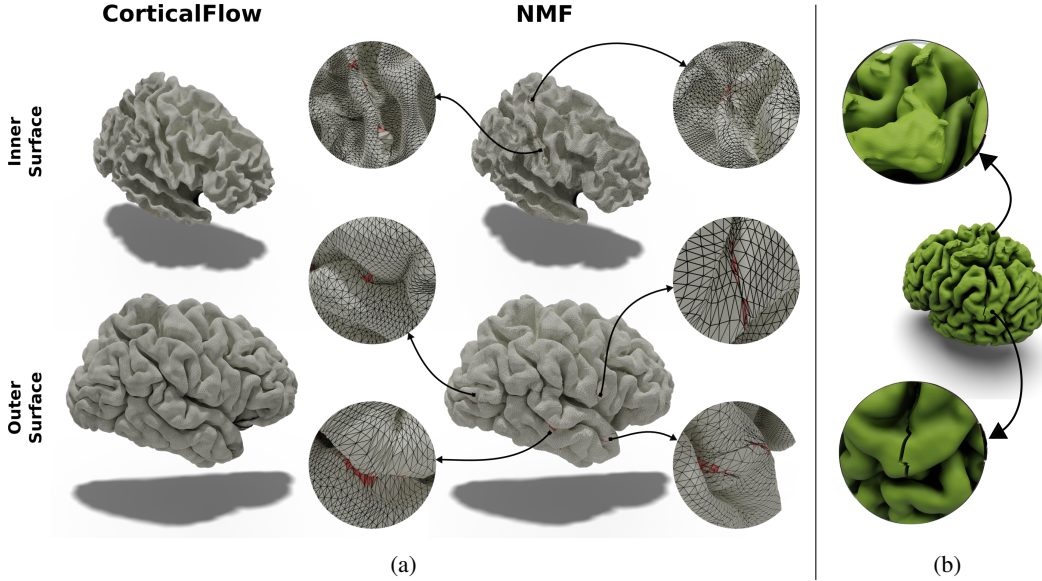 CorticalFlow
NMF
Inner
Surface
Outer
Surface
(a)
(b)